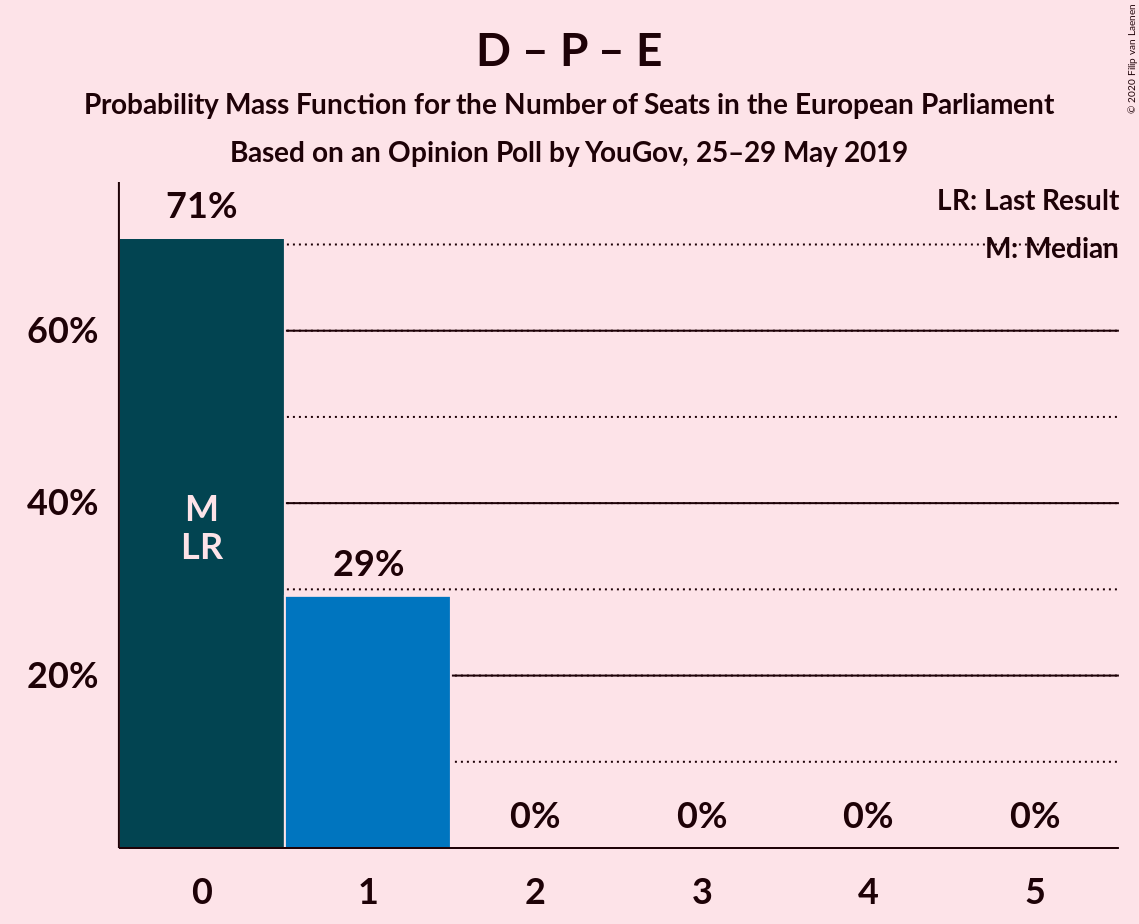 D – P – E
Probability Mass Function for the Number of Seats in the European Parliament
Based on an Opinion Poll by YouGov, 25–29 May 2019
© 2020 Filip van Laenen
LR: Last Result
M: Median
71%
60%
40%
20%
M
LR
29%
0%
0%
0%
0%
0
1
2
3
4
5